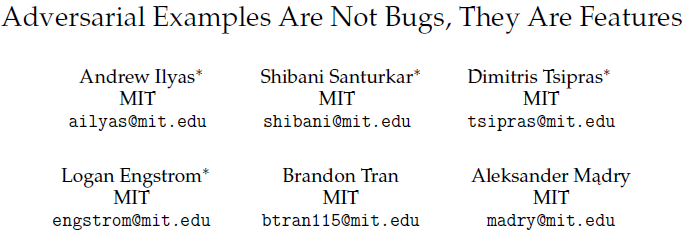 Adversarial Examples Are Not Bugs, They Are Features
Andrew Ilyas* Shibani Santurkar* Dimitris Tsipras*
MIT MIT MIT
ailyas@mit.edu shibani@mit.edu tsipras@mit.edu
Logan Engstrom* Brandon Tran Aleksander Mądry
MIT MIT MIT
engstrom@mit.edu btran115@mit.edu madry@mit.edu